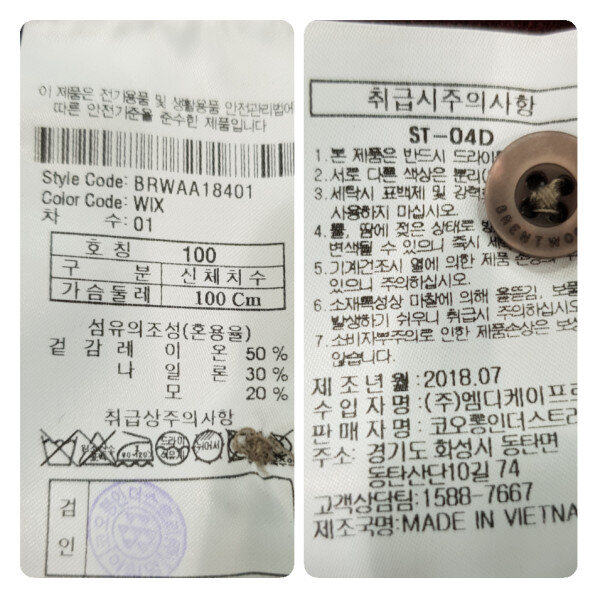 이 제품은 전기용품 및 생활용품 안전관리법에
따른 안전기준을 준수한 제품입니다
Style Code: BRWAA18401
Color Code: WIX
차 수: 01
호 칭 100
구 분 신체치수
가슴둘레 100 Cm
섬유의조성(혼용율)
겉감 레 이 온 50 %
나 일 론 30 %
모 20 %
취급상주의사항
드라이
검
인
취급시주의사항
ST-04D
1. 본 제품은 반드시 드라이
2. 서로 다른 색상은 분리
3. 세탁시 표백제 및 강력
사용하지 마십시오.
4. 물, 땀에 젖은 상태로
변색될 수 있으니 즉시
5. 기계건조시 열에 의한 제품
있으니 주의하십시오.
6. 소재특성상 마찰에 의해 올뜯김, 보풀
발생하기 쉬우니 취급시 주의하십시오
7. 소비자부주의로 인한 제품손상은 보상
않습니다.
제 조 년 월 : 2018.07
수 입 자 명 : (주)엠디케이프
판 매 자 명 : 코오롱인더스트리
주소: 경기도 화성시 동탄면
동탄산단10길 74
고객상담팀: 1588-7667
제조국명: MADE IN VIETNA
BRENTWOO